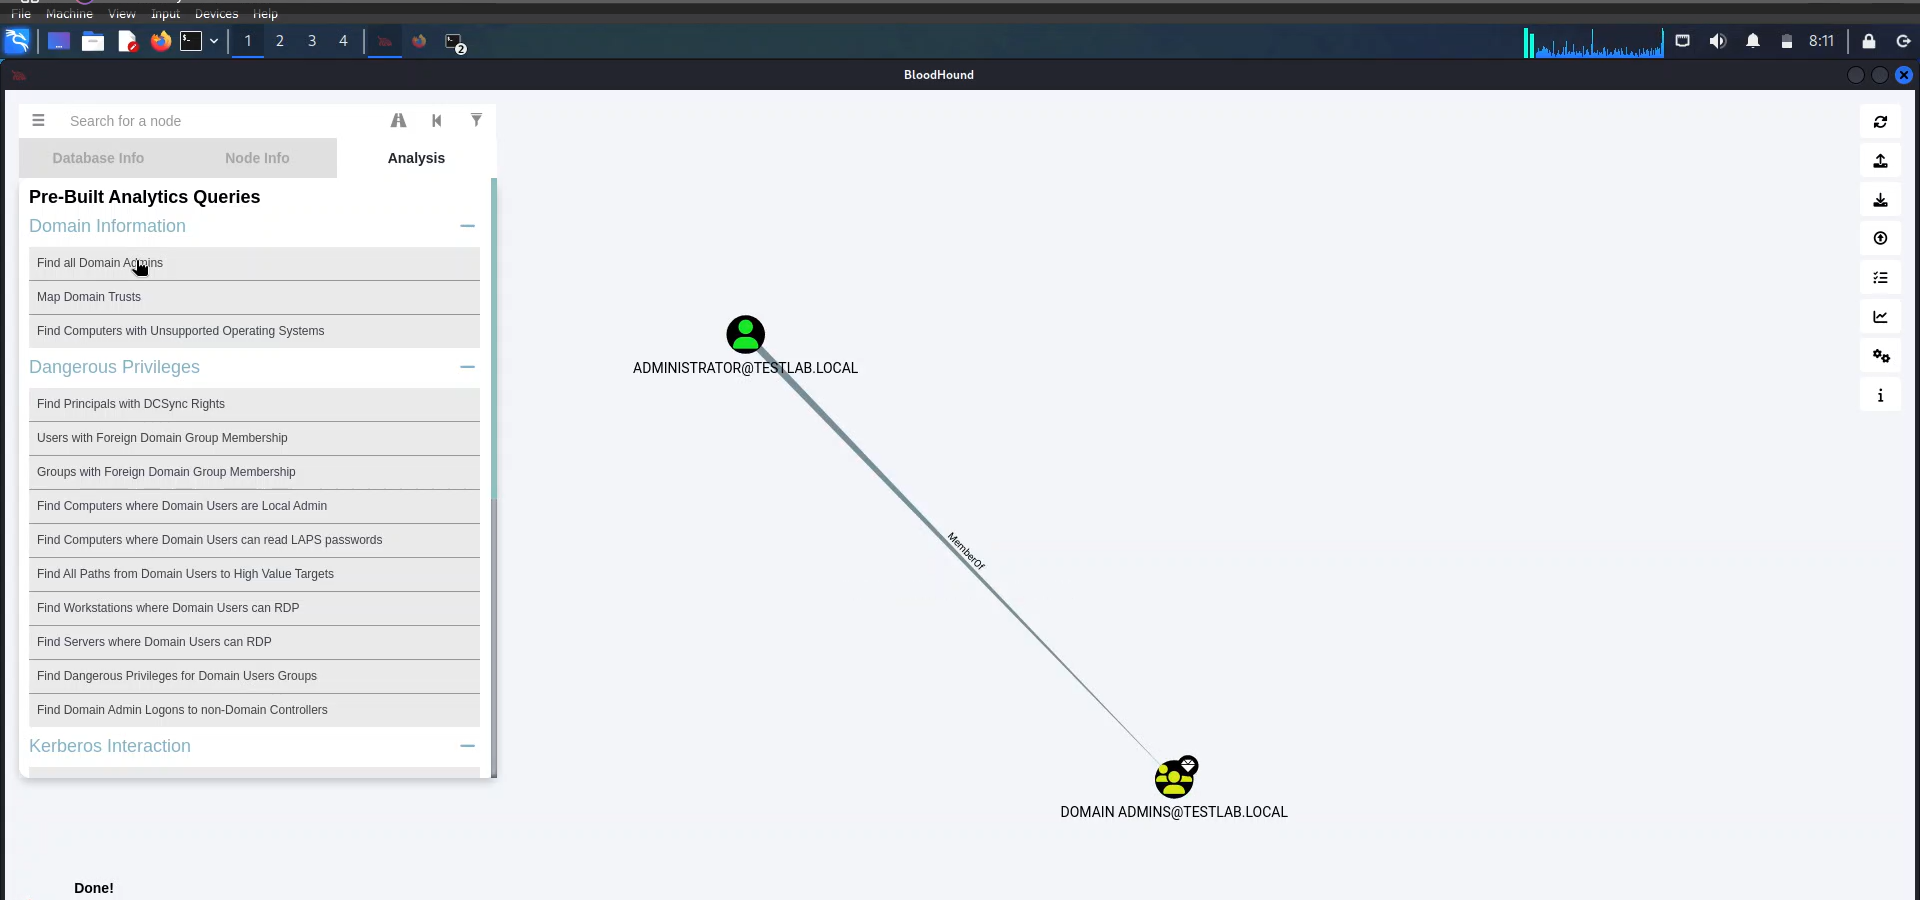 File Machine View Input Devices Help
1 2 3 4 2 8:11
BloodHound
Search for a node
Database Info Node Info Analysis
Pre-Built Analytics Queries
Domain Information
Find all Domain Admins
Map Domain Trusts
Find Computers with Unsupported Operating Systems
Dangerous Privileges
Find Principals with DCSync Rights
Users with Foreign Domain Group Membership
Groups with Foreign Domain Group Membership
Find Computers where Domain Users are Local Admin
Find Computers where Domain Users can read LAPS passwords
Find All Paths from Domain Users to High Value Targets
Find Workstations where Domain Users can RDP
Find Servers where Domain Users can RDP
Find Dangerous Privileges for Domain Users Groups
Find Domain Admin Logons to non-Domain Controllers
Kerberos Interaction
ADMINISTRATOR@TESTLAB.LOCAL
MemberOf
DOMAIN ADMINS@TESTLAB.LOCAL
Done!